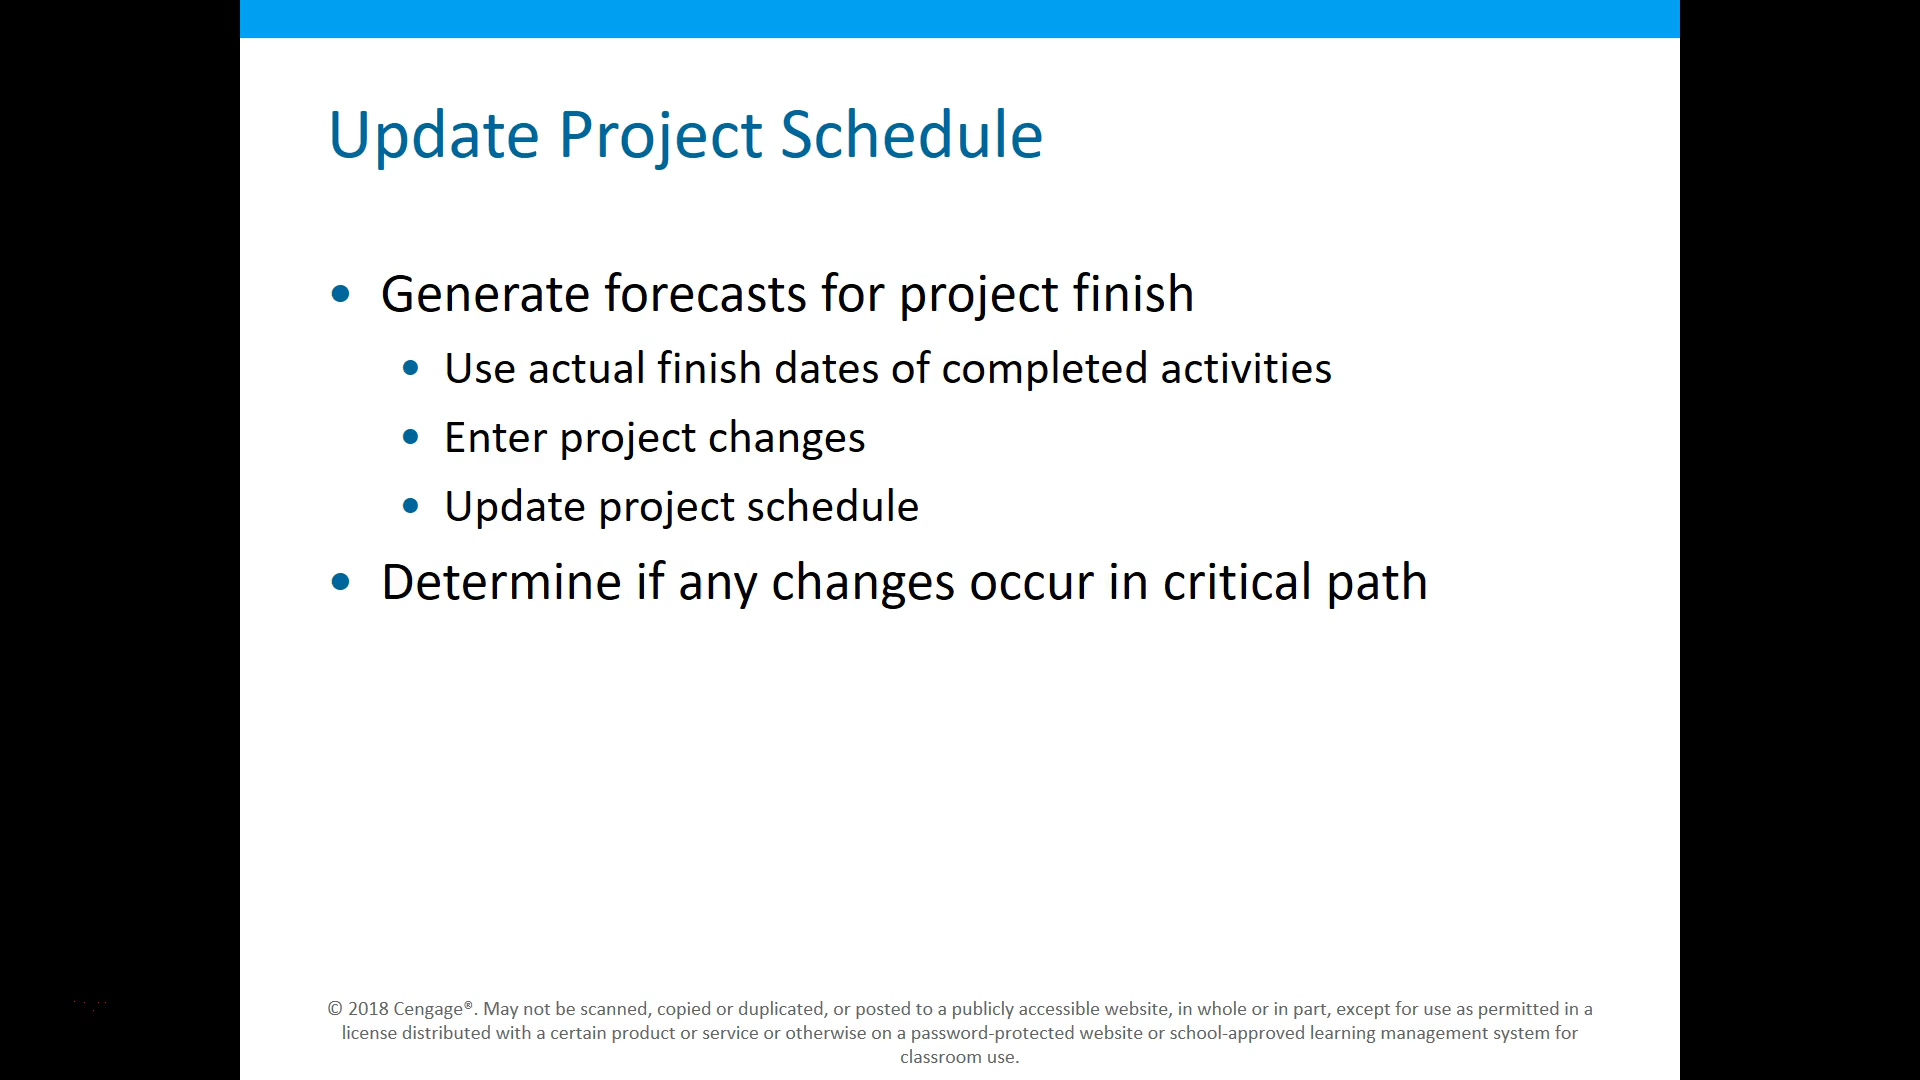 Update Project Schedule
• Generate forecasts for project finish
• Use actual finish dates of completed activities
• Enter project changes
• Update project schedule
• Determine if any changes occur in critical path
© 2018 Cengage®. May not be scanned, copied or duplicated, or posted to a publicly accessible website, in whole or in part, except for use as permitted in a
license distributed with a certain product or service or otherwise on a password-protected website or school-approved learning management system for
classroom use.